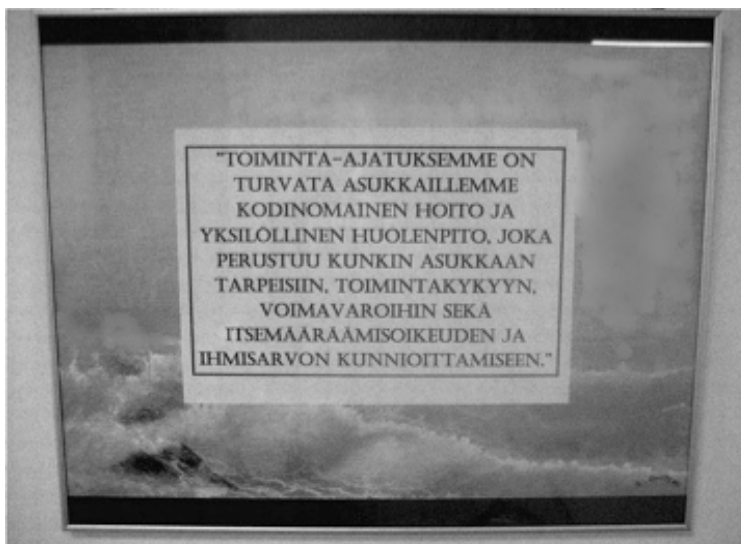 "TOIMINTA-AJATUKSEMME ON
TURVATA ASUKKAILLEMME
KODINOMAINEN HOITO JA
YKSILÖLLINEN HUOLENPITO, JOKA
PERUSTUU KUNKIN ASUKKAAN
TARPEISIIN, TOIMINTAKYKYYN,
VOIMAVAROIHIN SEKÄ
ITSEMÄÄRÄÄMISOIKEUDEN JA
IHMISARVON KUNNIOITTAMISEEN."